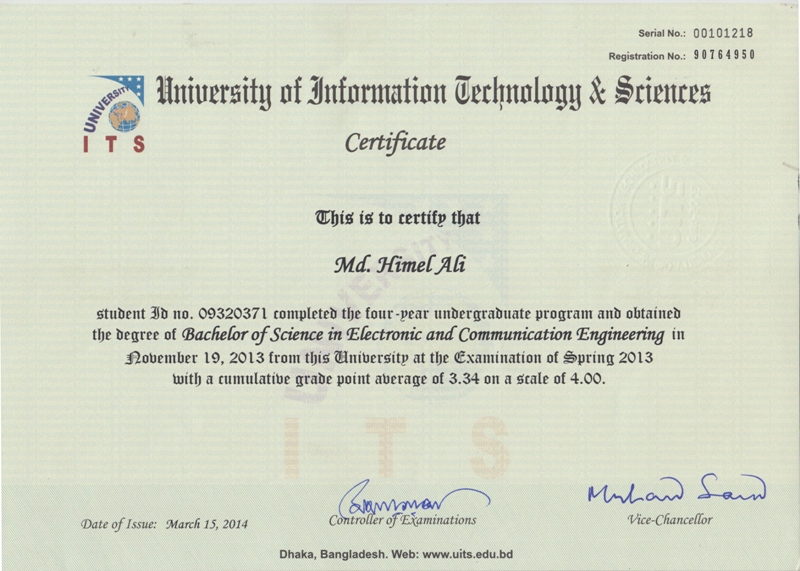 Serial No.: 00101218
Registration No.: 90764950
UNIVERSITY
ITS
University of Information Technology & Sciences
Certificate
This is to certify that
Md. Himel Ali
student Id no. 09320371 completed the four-year undergraduate program and obtained
the degree of Bachelor of Science in Electronic and Communication Engineering in
November 19, 2013 from this University at the Examination of Spring 2013
with a cumulative grade point average of 3.34 on a scale of 4.00.
UNIVERSITY
ITS
Date of Issue: March 15, 2014
Controller of Examinations
Vice-Chancellor
Dhaka, Bangladesh. Web: www.uits.edu.bd